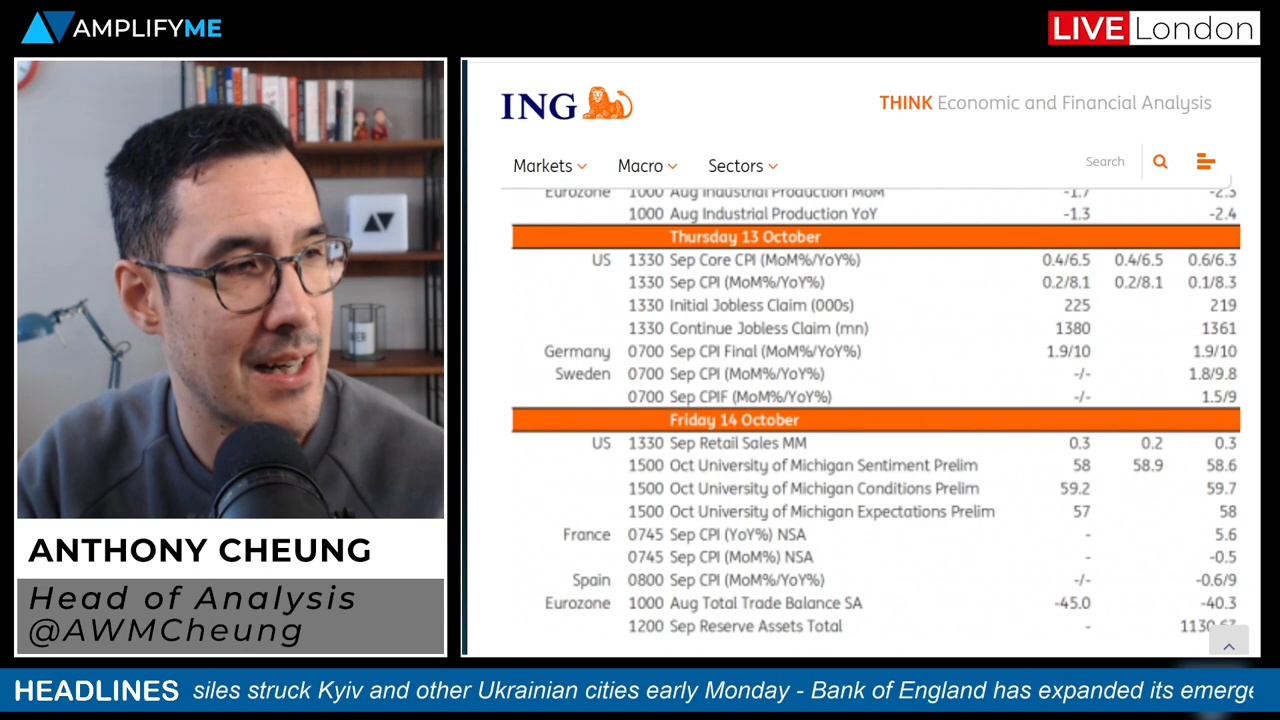 AMPLIFYME
LIVE London
ING
THINK Economic and Financial Analysis
Markets Macro Sectors Search
Eurozone 1000 Aug Industrial Production MoM -1.7 -2.3
1000 Aug Industrial Production YoY -1.3 -2.4
Thursday 13 October
US 1330 Sep Core CPI (MoM%/YoY%) 0.4/6.5 0.4/6.5 0.6/6.3
1330 Sep CPI (MoM%/YoY%) 0.2/8.1 0.2/8.1 0.1/8.3
1330 Initial Jobless Claim (000s) 225 219
1330 Continue Jobless Claim (mn) 1380 1361
Germany 0700 Sep CPI Final (MoM%/YoY%) 1.9/10 1.9/10
Sweden 0700 Sep CPI (MoM%/YoY%) -/- 1.8/9.8
0700 Sep CPIF (MoM%/YoY%) -/- 1.5/9
Friday 14 October
US 1330 Sep Retail Sales MM 0.3 0.2 0.3
1500 Oct University of Michigan Sentiment Prelim 58 58.9 58.6
1500 Oct University of Michigan Conditions Prelim 59.2 59.7
1500 Oct University of Michigan Expectations Prelim 57 58
France 0745 Sep CPI (YoY%) NSA - 5.6
0745 Sep CPI (MoM%) NSA - -0.5
Spain 0800 Sep CPI (MoM%/YoY%) -/- -0.6/9
Eurozone 1000 Aug Total Trade Balance SA -45.0 -40.3
1200 Sep Reserve Assets Total -
ANTHONY CHEUNG
Head of Analysis
@AWMCheung
HEADLINES siles struck Kyiv and other Ukrainian cities early Monday - Bank of England has expanded its emerge